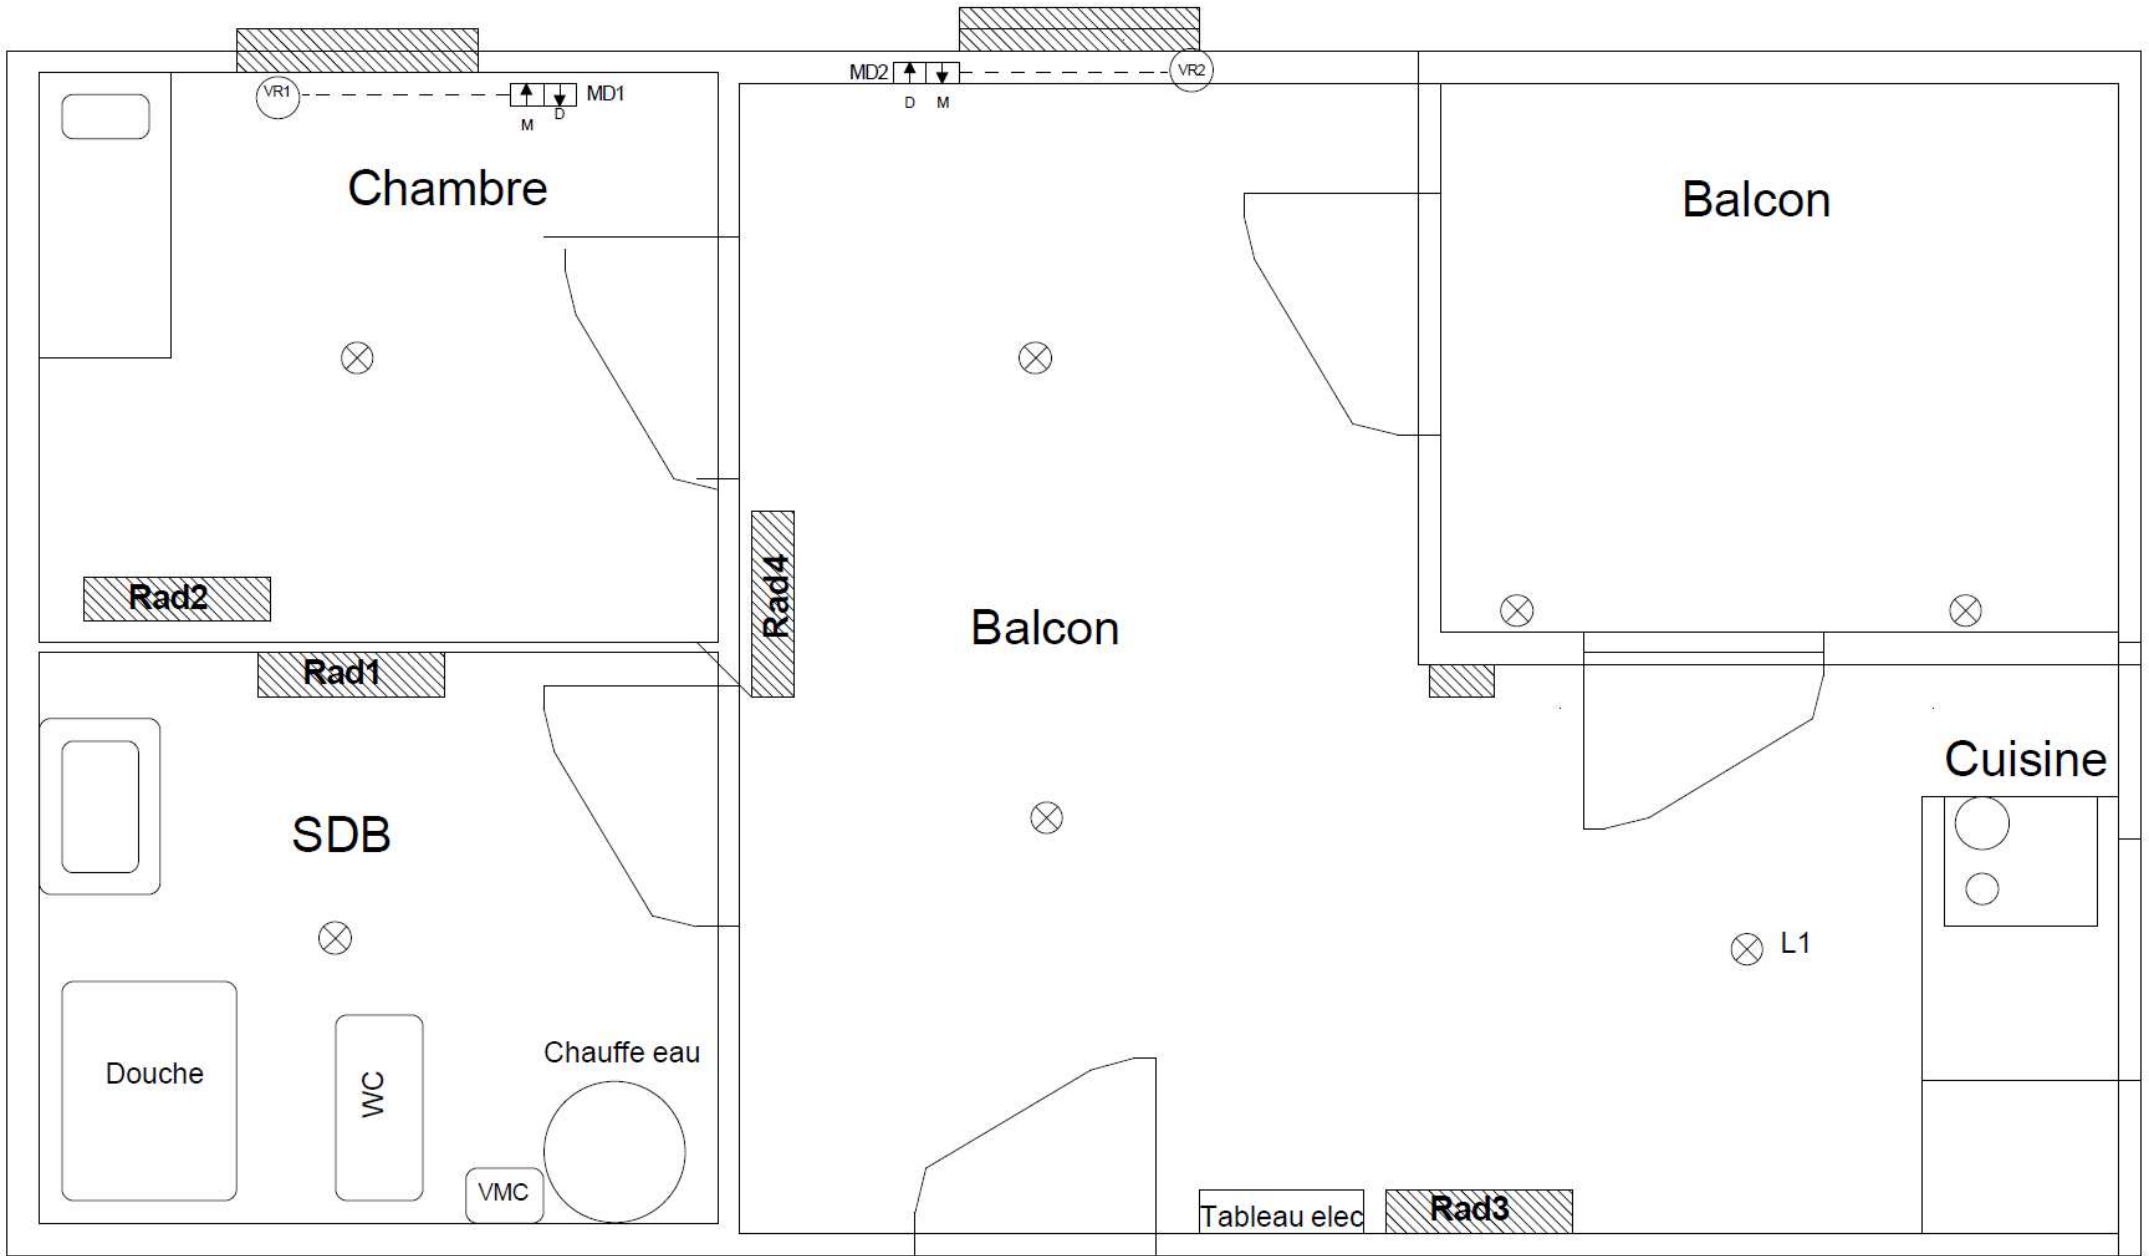 MD2
VR2
VR1
MD1
D
M
M
D
Chambre
Balcon
Rad4
Rad2
Balcon
Rad1
Cuisine
SDB
L1
Chauffe eau
Douche
WC
VMC
Tableau elec
Rad3